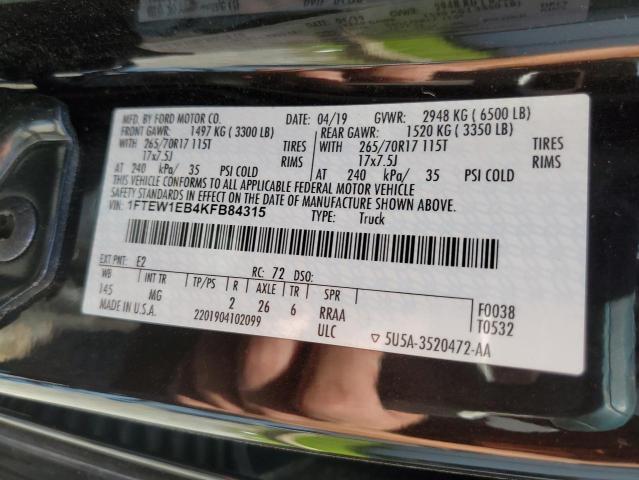 MFD. BY FORD MOTOR CO. DATE: 04/19 GVWR: 2948 KG ( 6500 LB)
FRONT GAWR: 1497 KG ( 3300 LB) REAR GAWR: 1520 KG ( 3350 LB)
WITH 265/70R17 115T TIRES WITH 265/70R17 115T TIRES
17x7.5J RIMS 17x7.5J RIMS
AT 240 kPa/ 35 PSI COLD AT 240 kPa/ 35 PSI COLD
THIS VEHICLE CONFORMS TO ALL APPLICABLE FEDERAL MOTOR VEHICLE
SAFETY STANDARDS IN EFFECT ON THE DATE OF MANUFACTURE SHOWN ABOVE.
VIN: 1FTEW1EB4KFB84315 TYPE: Truck
EXT PNT: E2 RC: 72 DSO:
WB INT TR TP/PS R AXLE TR SPR
145 MG 2 26 6 RRAA F0038
MADE IN U.S.A. 2201904102099 ULC T0532
5U5A-3520472-AA